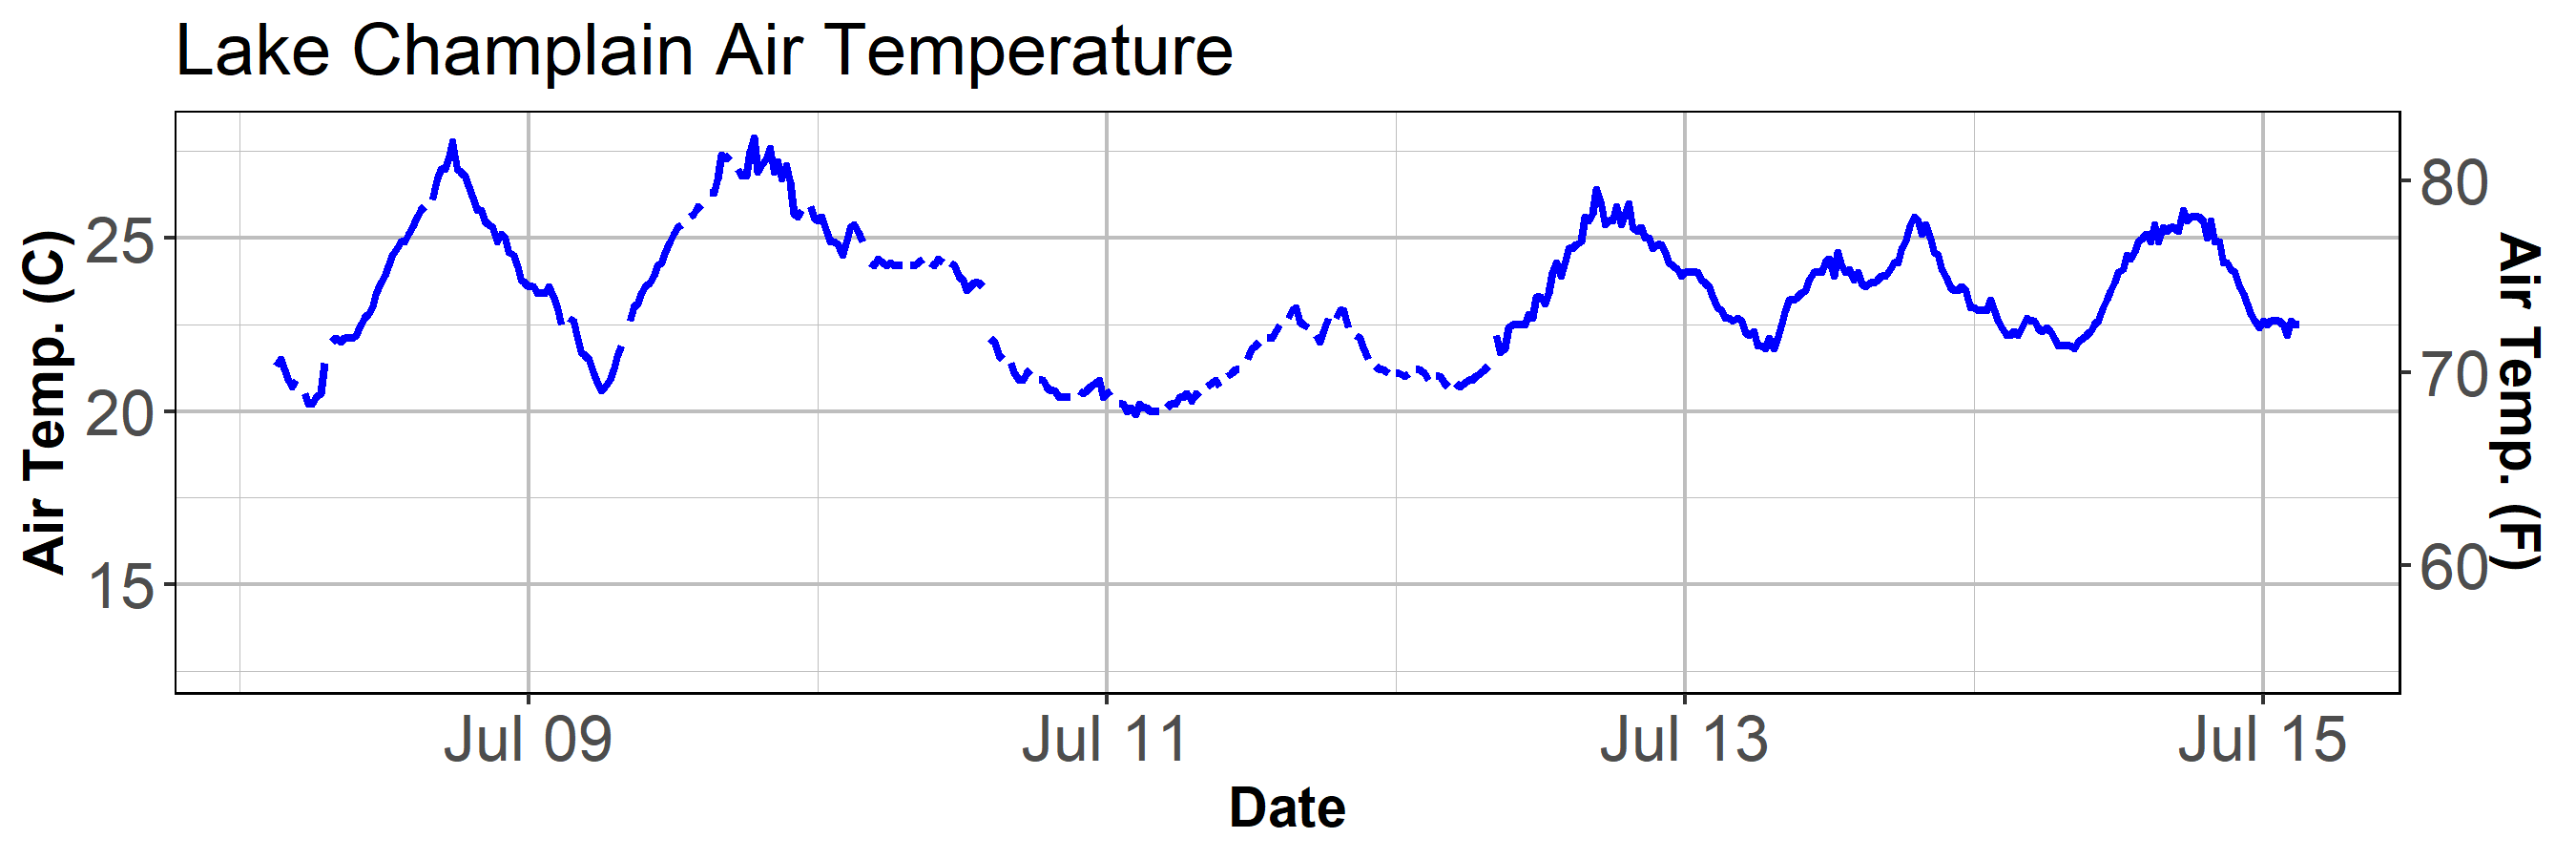 Lake Champlain Air Temperature
Air Temp. (C)
25
20
15
80
70
60
Air Temp. (F)
Jul 09
Jul 11
Jul 13
Jul 15
Date